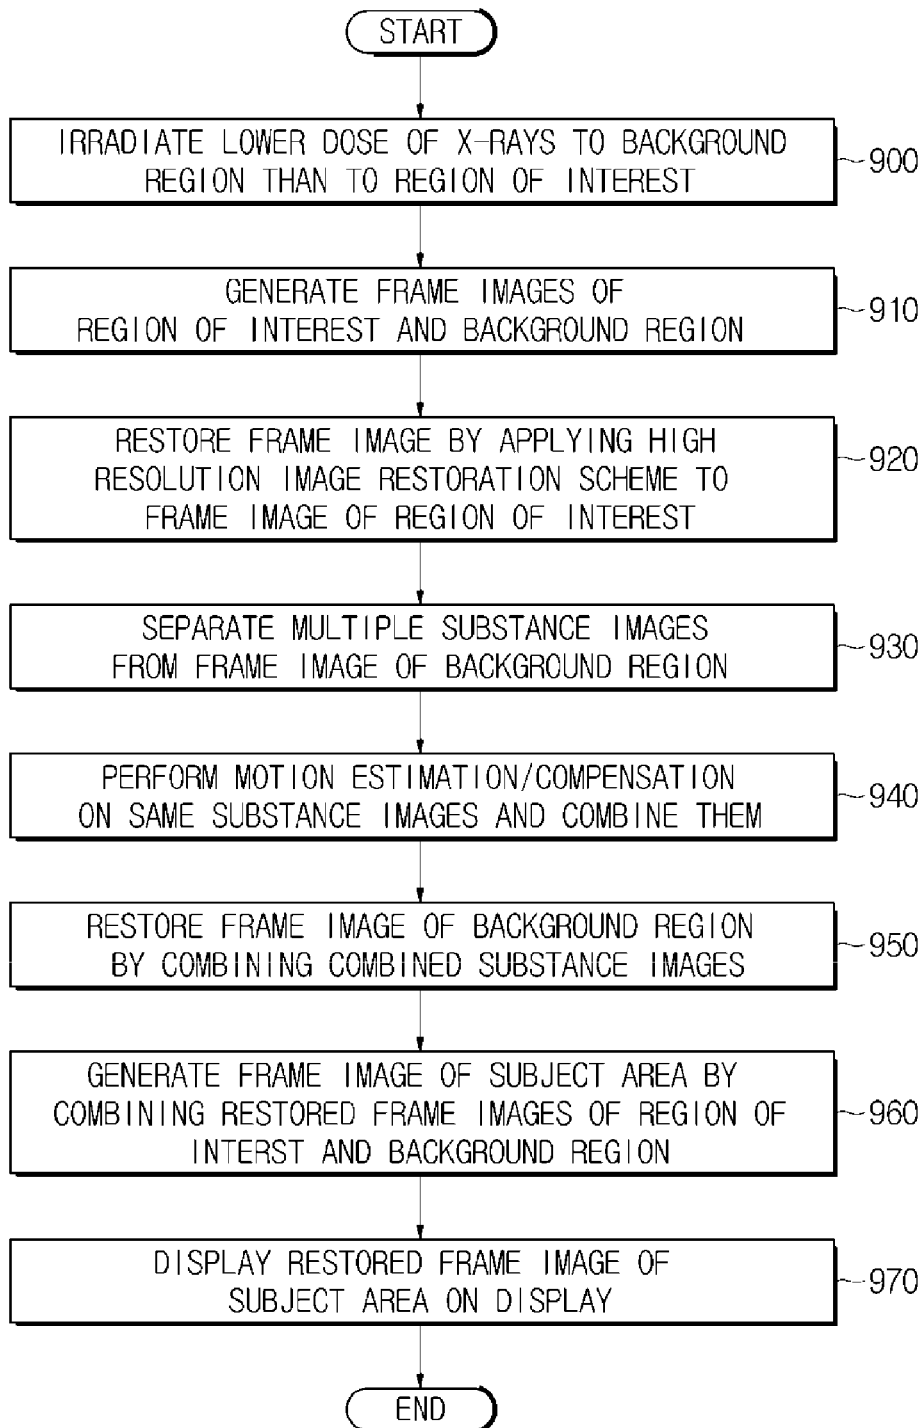 START
IRRADIATE LOWER DOSE OF X-RAYS TO BACKGROUND
REGION THAN TO REGION OF INTEREST
900
GENERATE FRAME IMAGES OF
REGION OF INTEREST AND BACKGROUND REGION
910
RESTORE FRAME IMAGE BY APPLYING HIGH
RESOLUTION IMAGE RESTORATION SCHEME TO
FRAME IMAGE OF REGION OF INTEREST
920
SEPARATE MULTIPLE SUBSTANCE IMAGES
FROM FRAME IMAGE OF BACKGROUND REGION
930
PERFORM MOTION ESTIMATION/COMPENSATION
ON SAME SUBSTANCE IMAGES AND COMBINE THEM
940
RESTORE FRAME IMAGE OF BACKGROUND REGION
BY COMBINING COMBINED SUBSTANCE IMAGES
950
GENERATE FRAME IMAGE OF SUBJECT AREA BY
COMBINING RESTORED FRAME IMAGES OF REGION OF
INTERST AND BACKGROUND REGION
960
DISPLAY RESTORED FRAME IMAGE OF
SUBJECT AREA ON DISPLAY
970
END